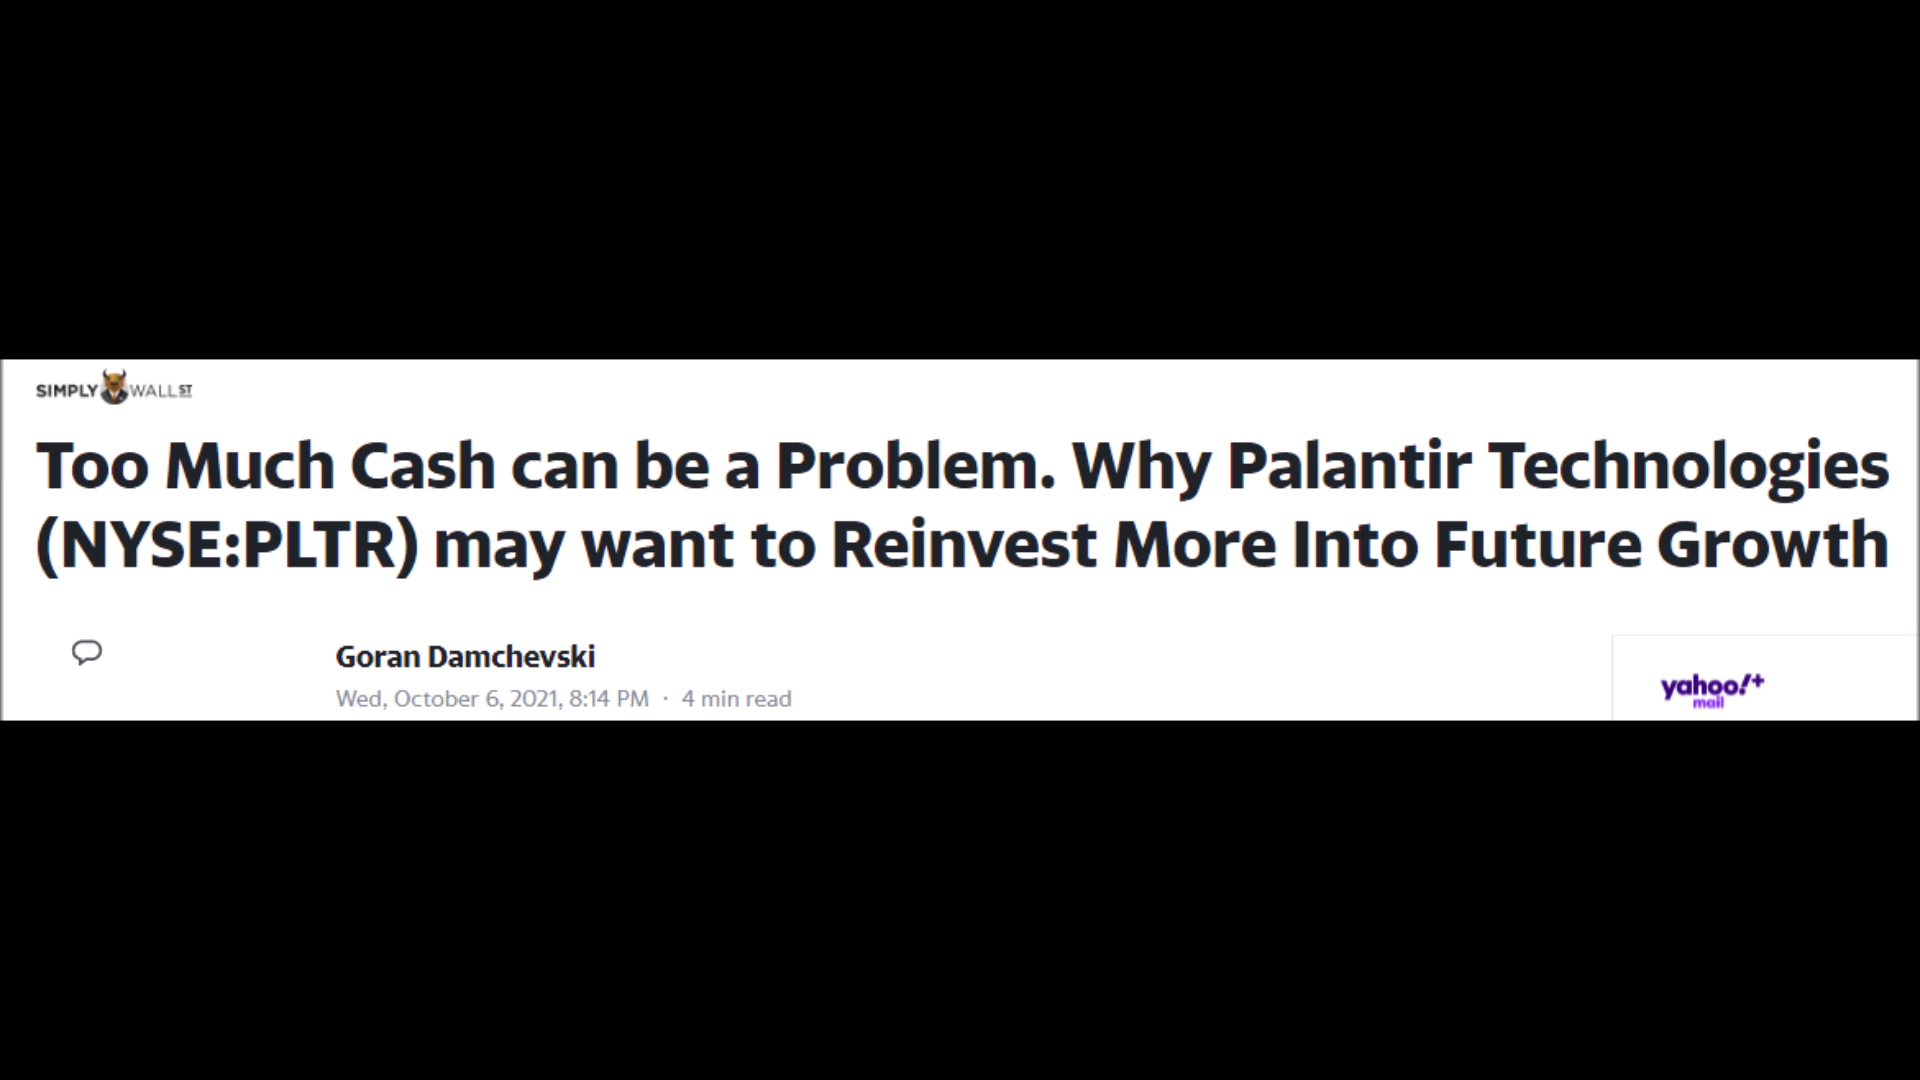 SIMPLY WALL ST
Too Much Cash can be a Problem. Why Palantir Technologies
(NYSE:PLTR) may want to Reinvest More Into Future Growth
Goran Damchevski
Wed, October 6, 2021, 8:14 PM · 4 min read
yahoo!+
mail